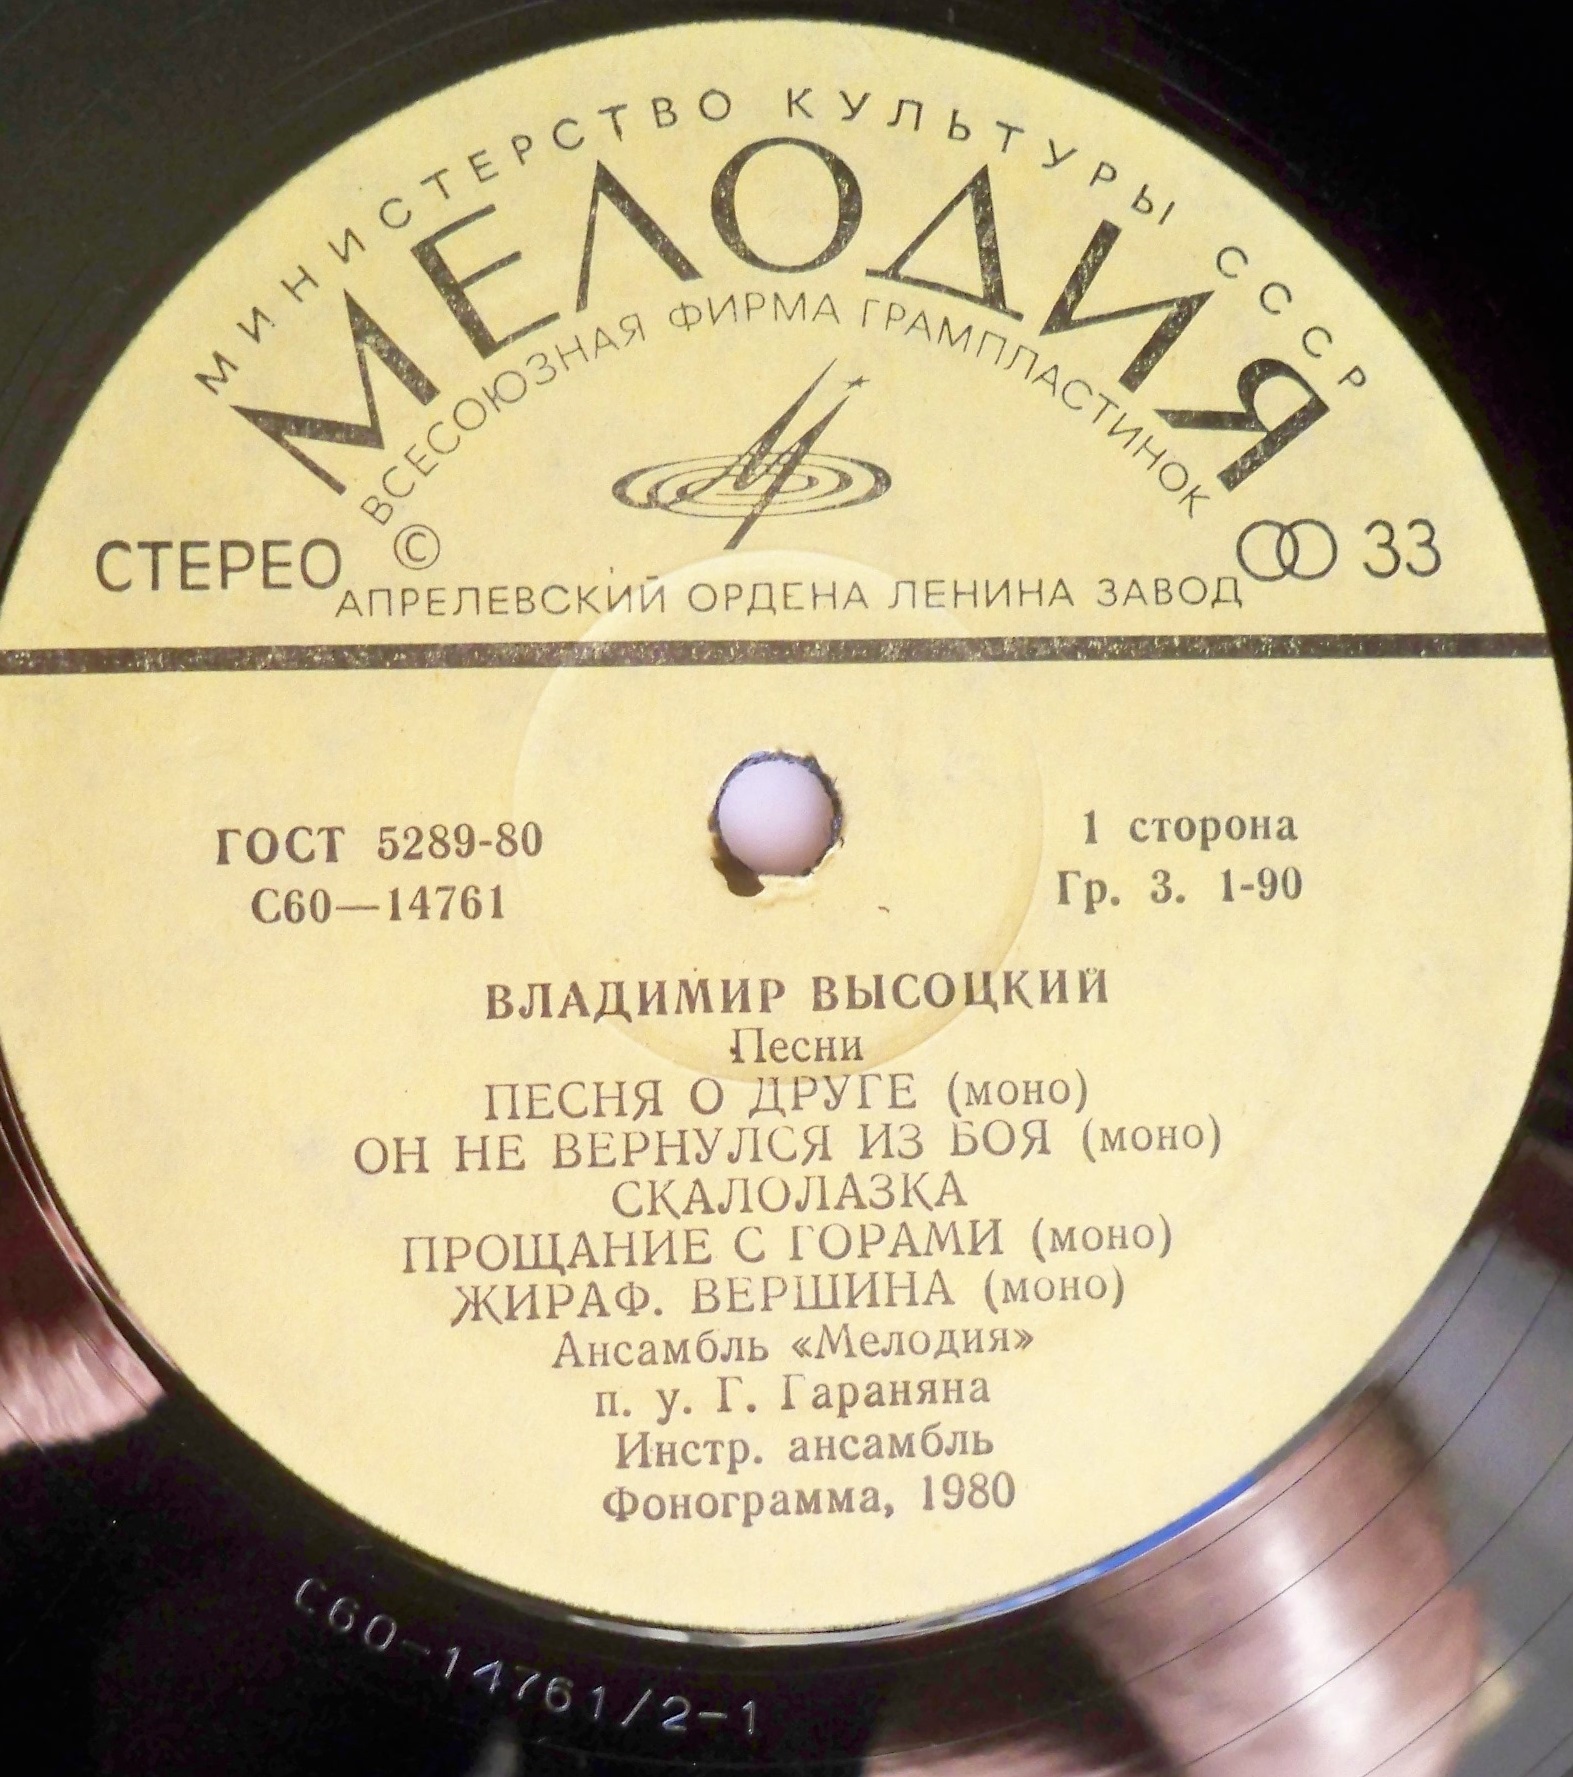 МИНИСТЕРСТВО КУЛЬТУРЫ СССР
МЕЛОДИЯ
ВСЕСОЮЗНАЯ ФИРМА ГРАМПЛАСТИНОК
СТЕРЕО
©
33
АПРЕЛЕВСКИЙ ОРДЕНА ЛЕНИНА ЗАВОД
ГОСТ 5289-80
С60—14761
1 сторона
Гр. 3. 1-90
ВЛАДИМИР ВЫСОЦКИЙ
Песни
ПЕСНЯ О ДРУГЕ (моно)
ОН НЕ ВЕРНУЛСЯ ИЗ БОЯ (моно)
СКАЛОЛАЗКА
ПРОЩАНИЕ С ГОРАМИ (моно)
ЖИРАФ. ВЕРШИНА (моно)
Ансамбль «Мелодия»
п. у. Г. Гараняна
Инстр. ансамбль
Фонограмма, 1980
С60-14761/2-1